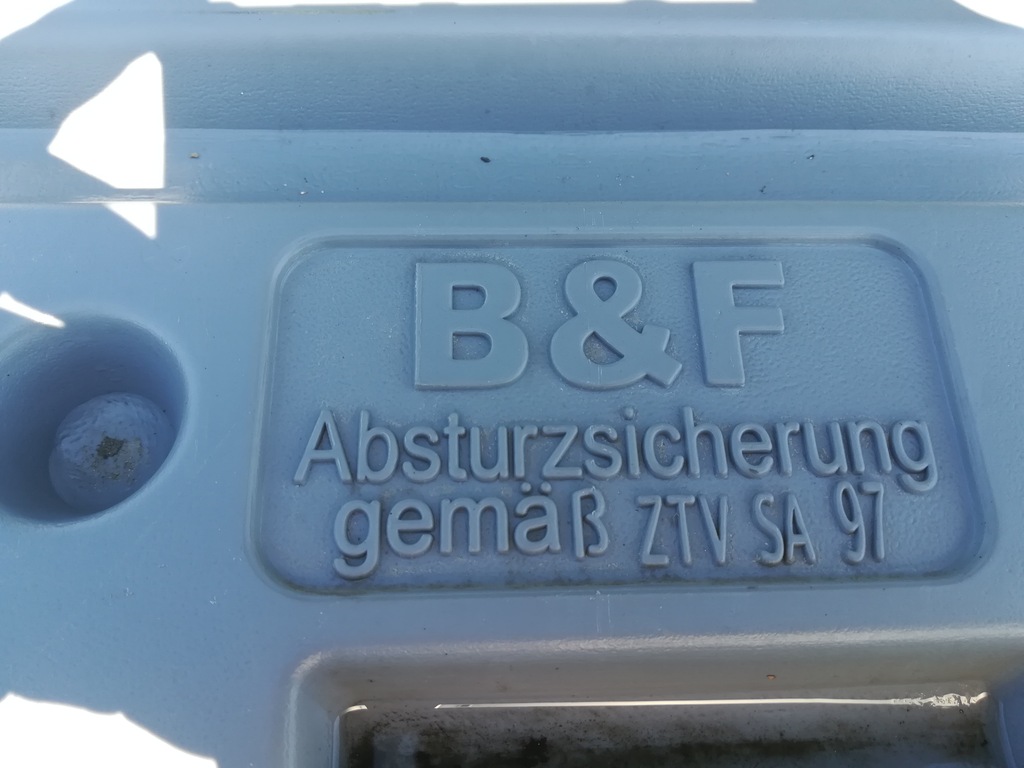 B&F
Absturzsicherung
gemäß ZTV SA 97